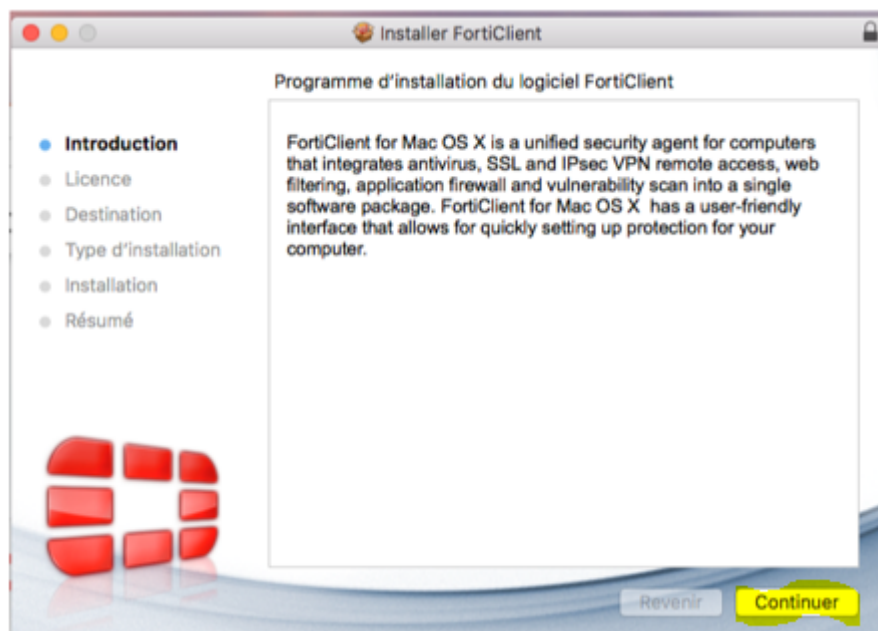 Installer FortiClient
Programme d'installation du logiciel FortiClient
Introduction
Licence
Destination
Type d'installation
Installation
Résumé
FortiClient for Mac OS X is a unified security agent for computers
that integrates antivirus, SSL and IPsec VPN remote access, web
filtering, application firewall and vulnerability scan into a single
software package. FortiClient for Mac OS X has a user-friendly
interface that allows for quickly setting up protection for your
computer.
Revenir
Continuer